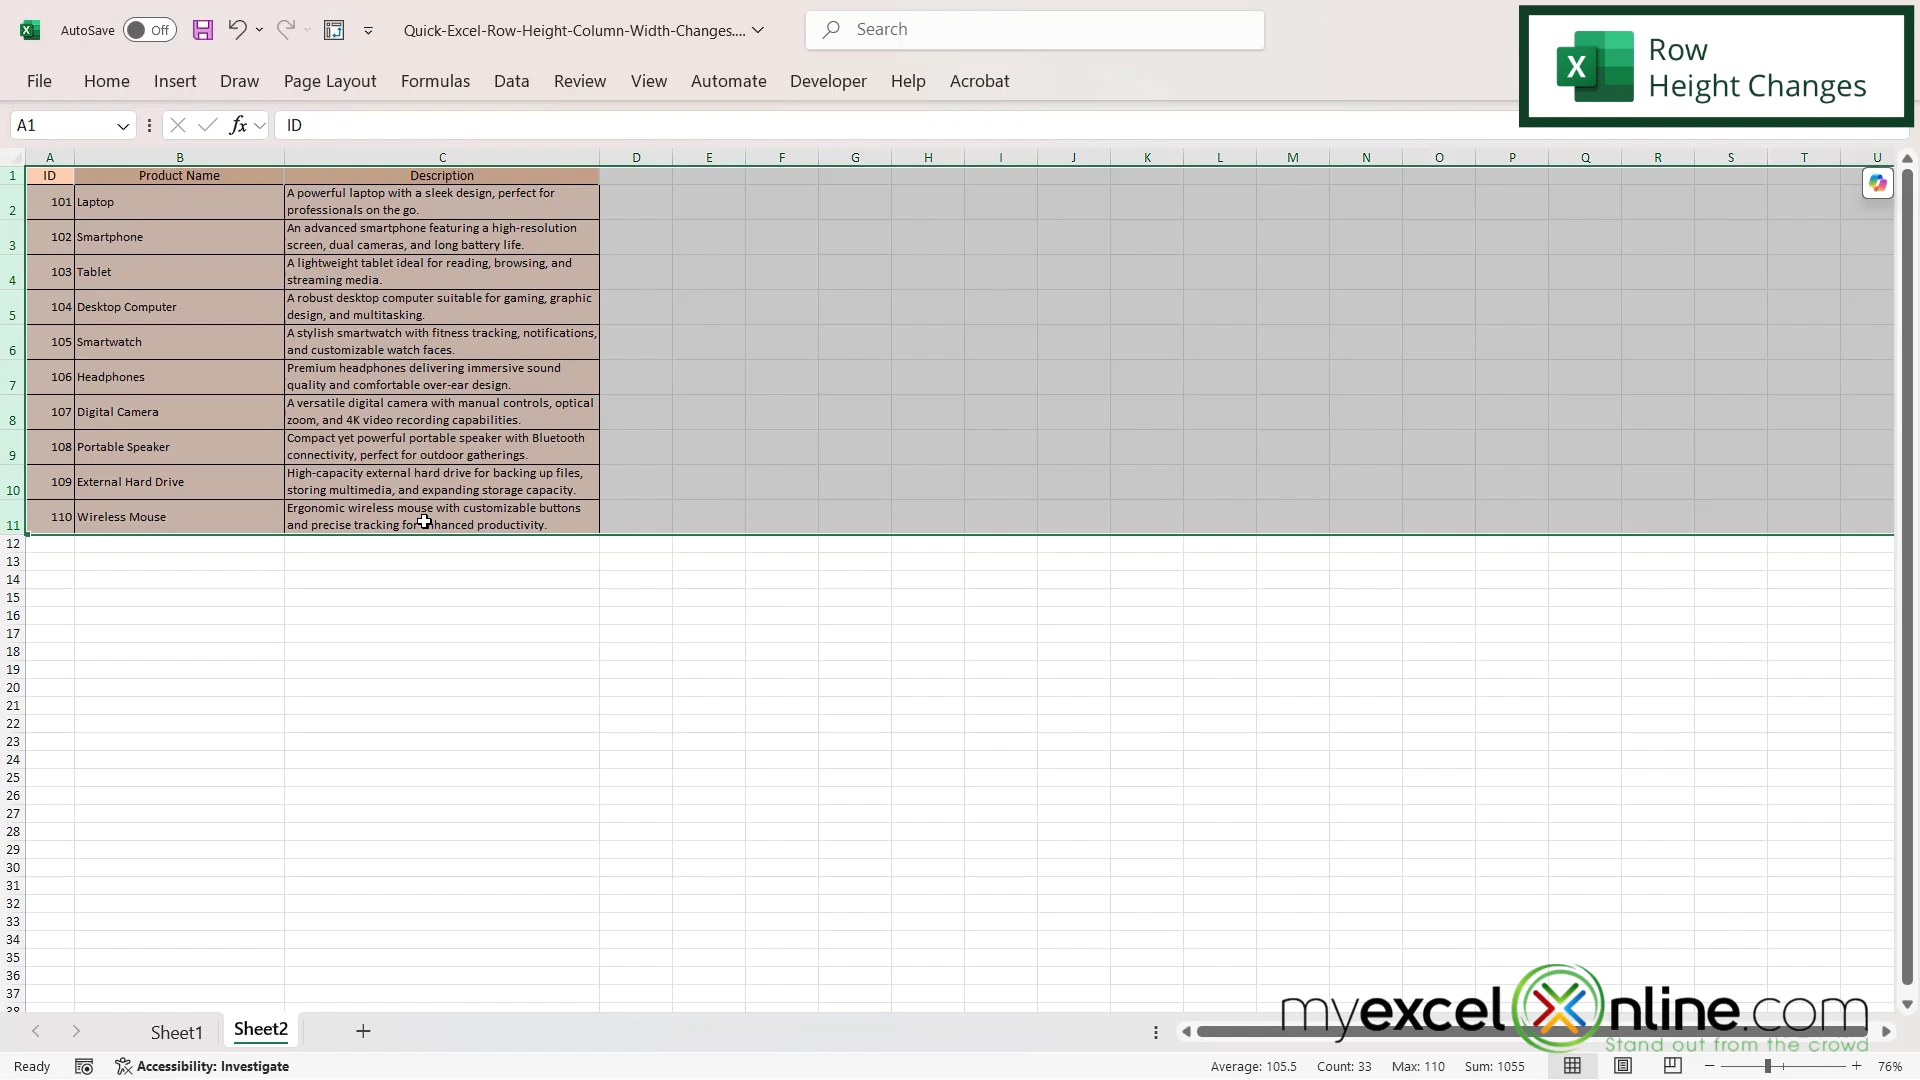 AutoSave Off Quick-Excel-Row-Height-Column-Width-Changes.... Search
X Row
Height Changes
File Home Insert Draw Page Layout Formulas Data Review View Automate Developer Help Acrobat
A1 fx ID
A B C D E F G H I J K L M N O P Q R S T U
1 ID Product Name Description
2 101 Laptop A powerful laptop with a sleek design, perfect for
professionals on the go.
3 102 Smartphone An advanced smartphone featuring a high-resolution
screen, dual cameras, and long battery life.
4 103 Tablet A lightweight tablet ideal for reading, browsing, and
streaming media.
5 104 Desktop Computer A robust desktop computer suitable for gaming, graphic
design, and multitasking.
6 105 Smartwatch A stylish smartwatch with fitness tracking, notifications,
and customizable watch faces.
7 106 Headphones Premium headphones delivering immersive sound
quality and comfortable over-ear design.
8 107 Digital Camera A versatile digital camera with manual controls, optical
zoom, and 4K video recording capabilities.
9 108 Portable Speaker Compact yet powerful portable speaker with Bluetooth
connectivity, perfect for outdoor gatherings.
10 109 External Hard Drive High-capacity external hard drive for backing up files,
storing multimedia, and expanding storage capacity.
11 110 Wireless Mouse Ergonomic wireless mouse with customizable buttons
and precise tracking for enhanced productivity.
12
13
14
15
16
17
18
19
20
21
22
23
24
25
26
27
28
29
30
31
32
33
34
35
36
37
38
myexcelonline.com
Stand out from the crowd
Sheet1 Sheet2
Ready Accessibility: Investigate Average: 105.5 Count: 33 Max: 110 Sum: 1055 76%